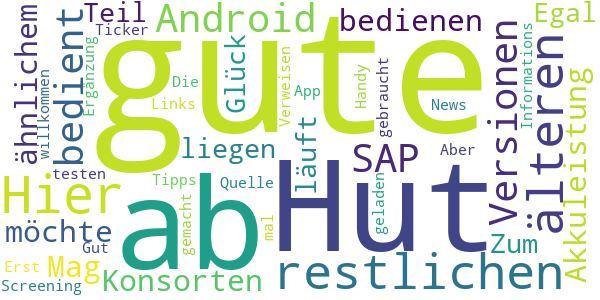 Teil
Ticker
Android
bedienen
Egal
ähnlichem
willkommen
Ergänzung
bedient
gute
Die
Links
Glück
Verweisen
App
Handy
gebraucht
News
Versionen
älteren
Informations
Akkuleistung
liegen
läuft
SAP
Aber
testen
Tipps
Quelle
Hier
ab
Hut
geladen
möchte
gemacht
mal
Zum
Gut
Erst
Mag
Screening
Konsorten
restlichen